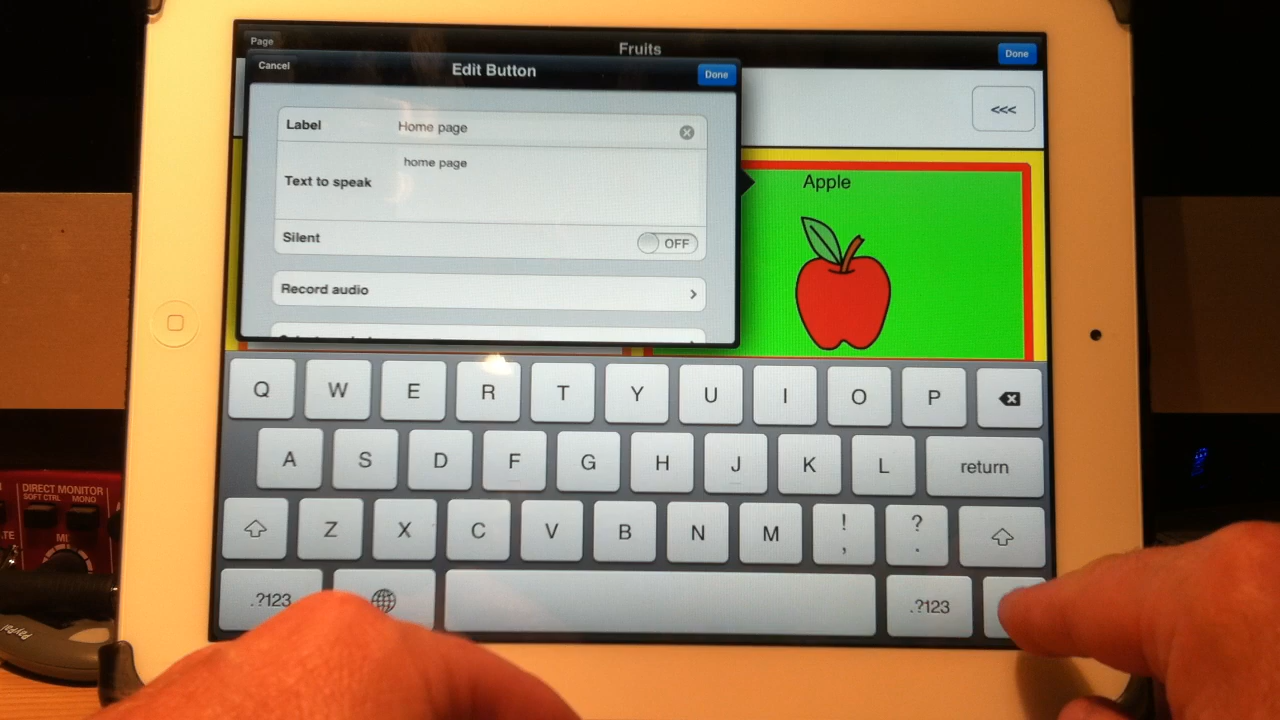 Page
Fruits
Done
Cancel
Edit Button
Done
<<<
Label
Home page
home page
Text to speak
Apple
Silent
OFF
Record audio
Q W E R T Y U I O P
A S D F G H J K L return
Z X C V B N M ! , ? .
.?123 .?123
DIRECT MONITOR
SOFT CTRL MONO
PayPal